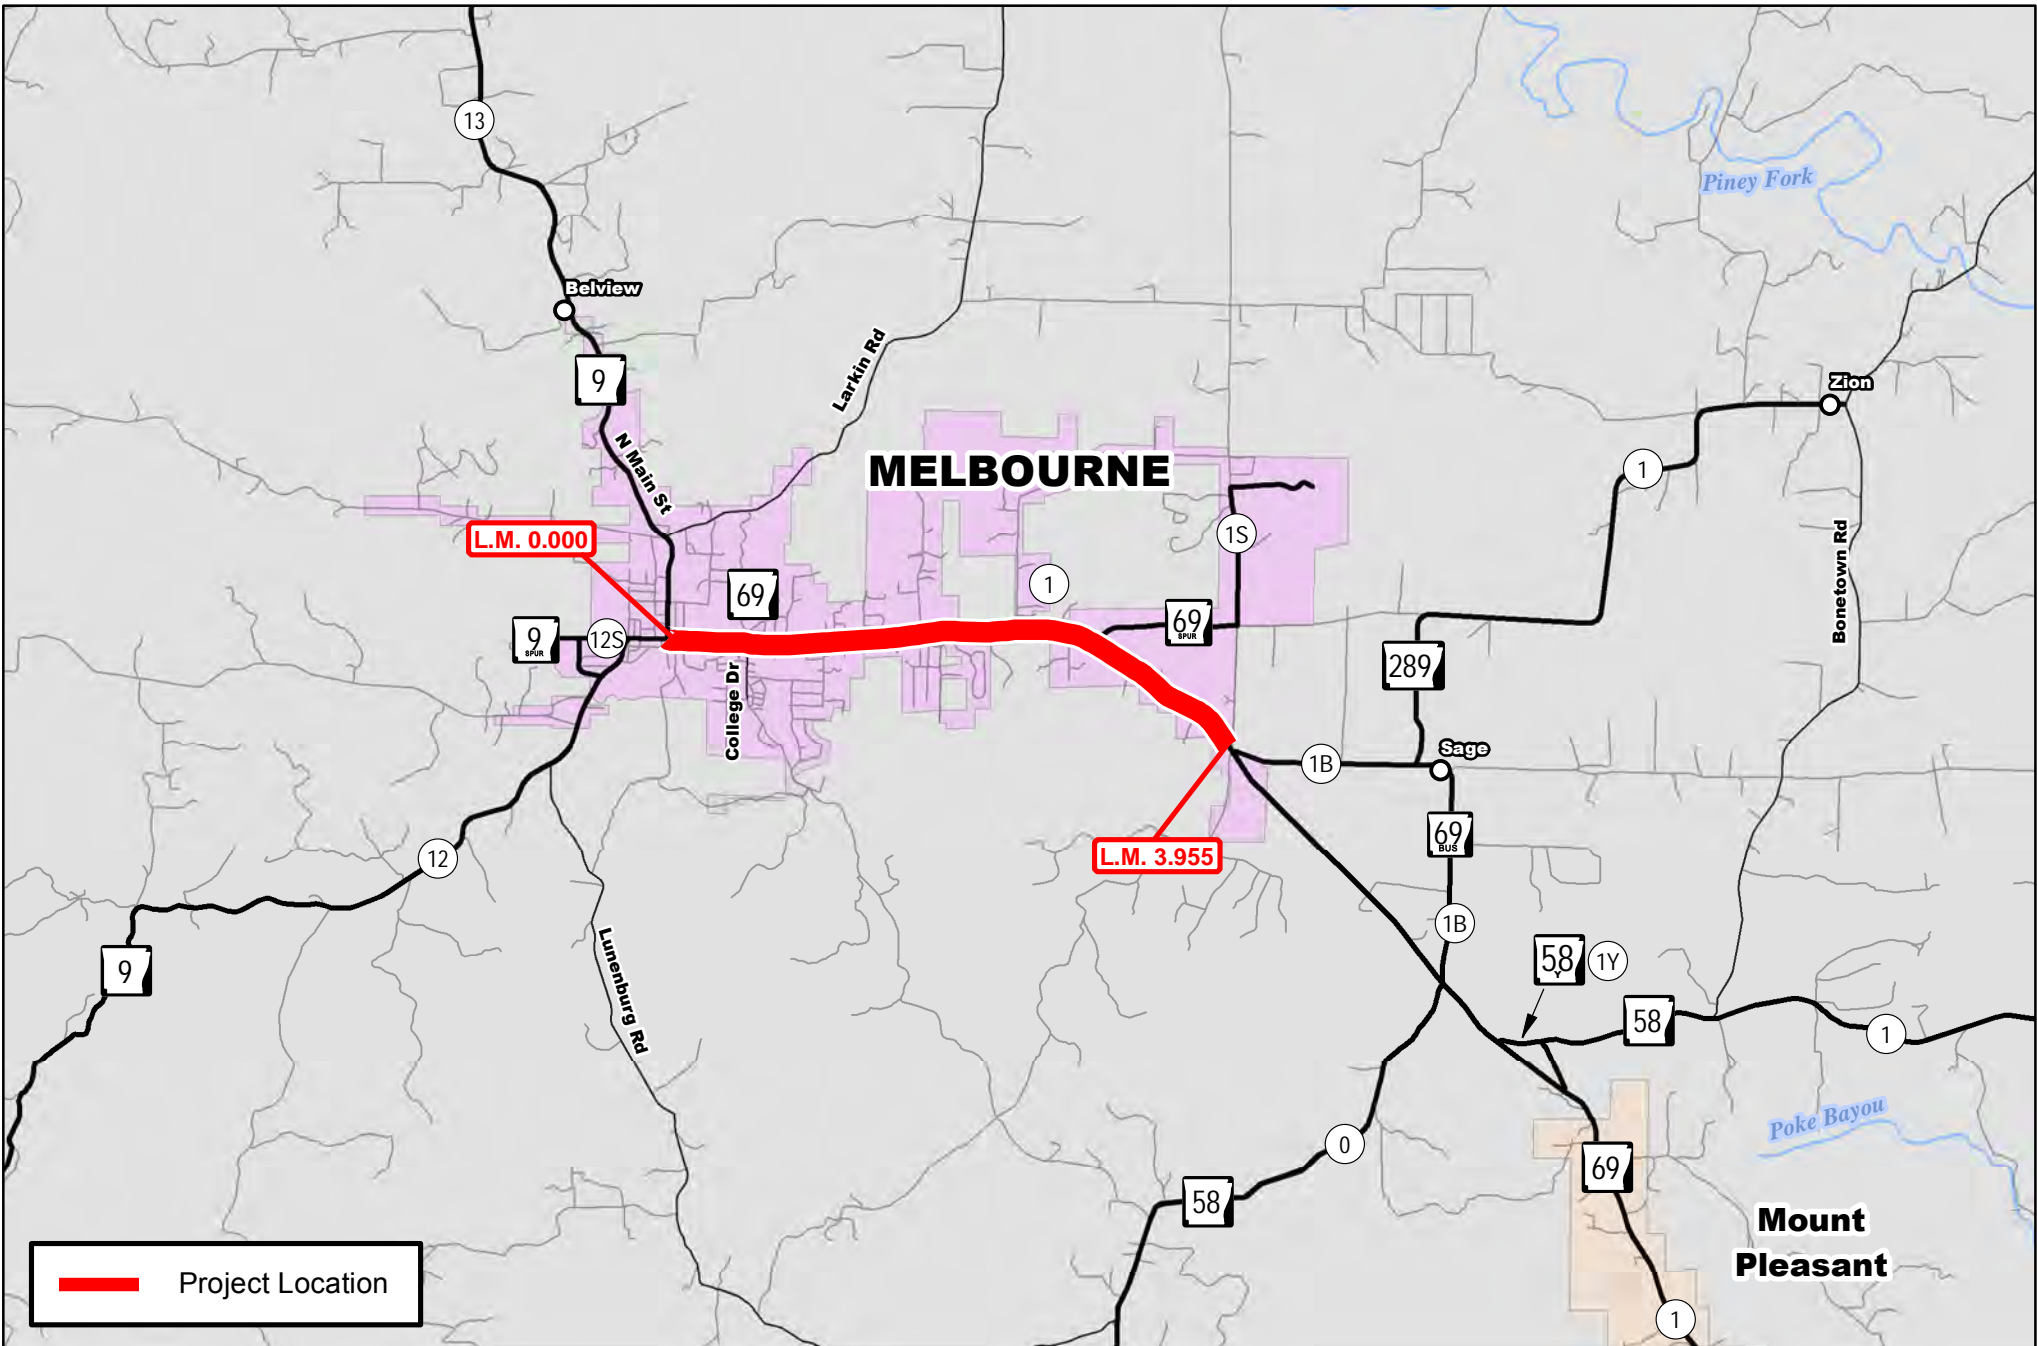 13
Piney Fork
Belview
9
Larkin Rd
Zion
N Main St
MELBOURNE
1
L.M. 0.000
1S
Bonetown Rd
69
1
9
SPUR
12S
69
SPUR
289
College Dr
1B
Sage
69
BUS
L.M. 3.955
12
1B
9
Lunenburg Rd
58
Y
1Y
58
1
Poke Bayou
0
69
58
Mount
Pleasant
Project Location
1